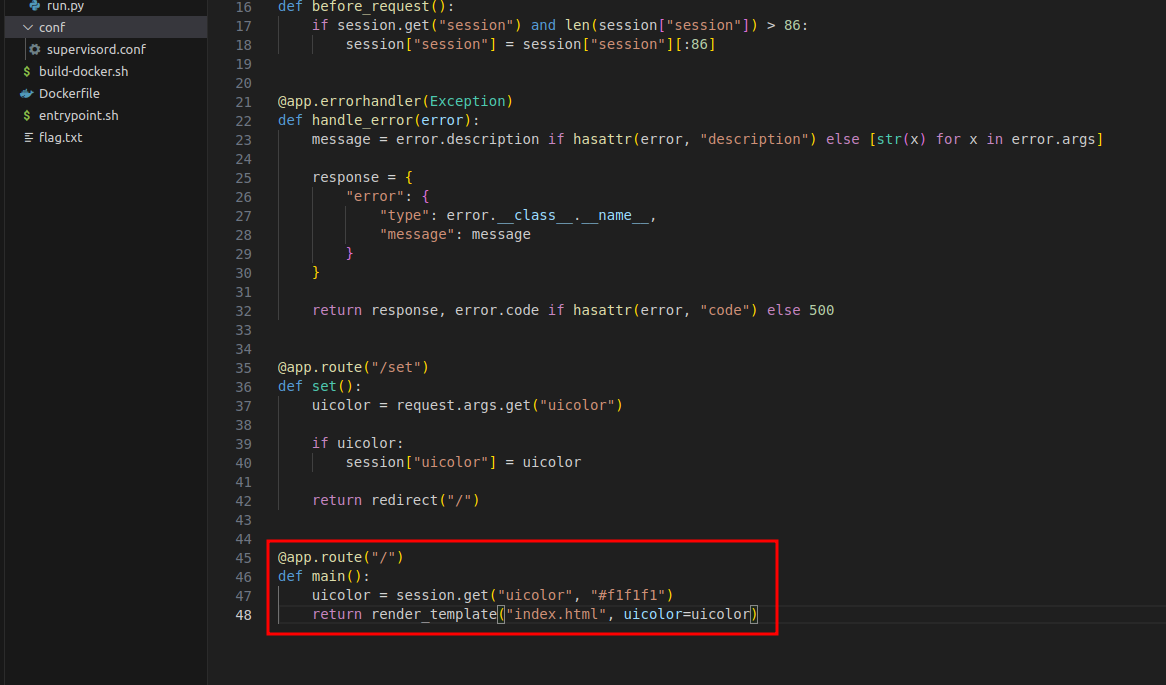 run.py
conf
supervisord.conf
build-docker.sh
Dockerfile
entrypoint.sh
flag.txt
16 def before_request():
17     if session.get("session") and len(session["session"]) > 86:
18         session["session"] = session["session"][:86]
19
20
21 @app.errorhandler(Exception)
22 def handle_error(error):
23     message = error.description if hasattr(error, "description") else [str(x) for x in error.args]
24
25     response = {
26         "error": {
27             "type": error.__class__.__name__,
28             "message": message
29         }
30     }
31
32     return response, error.code if hasattr(error, "code") else 500
33
34
35 @app.route("/set")
36 def set():
37     uicolor = request.args.get("uicolor")
38
39     if uicolor:
40         session["uicolor"] = uicolor
41
42     return redirect("/")
43
44
45 @app.route("/")
46 def main():
47     uicolor = session.get("uicolor", "#f1f1f1")
48     return render_template("index.html", uicolor=uicolor)